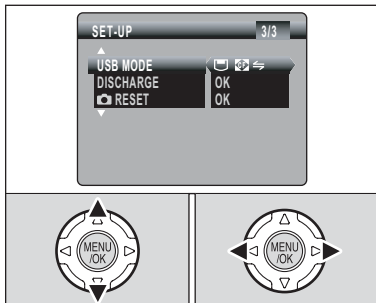 SET-UP 3/3
USB MODE
DISCHARGE OK
RESET OK
MENU
/OK
MENU
/OK